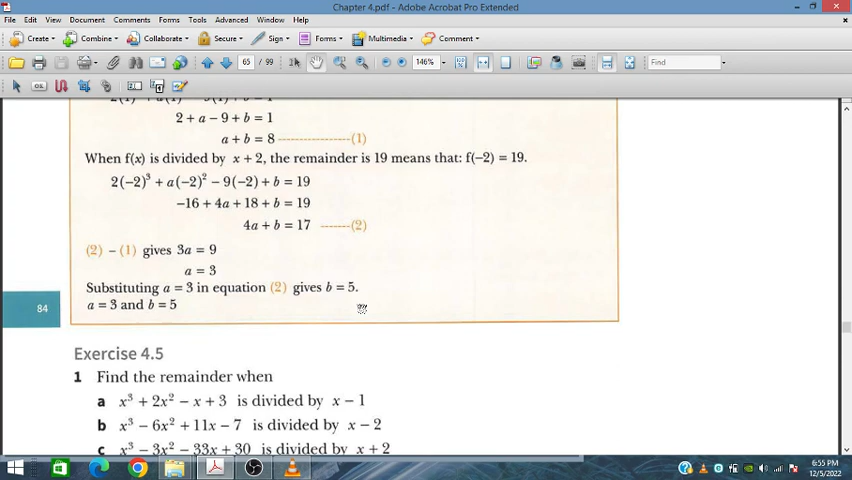 Chapter 4.pdf - Adobe Acrobat Pro Extended
File Edit View Document Comments Forms Tools Advanced Window Help
Create Combine Collaborate Secure Sign Forms Multimedia Comment
65 / 99 146% Find
2 + a − 9 + b = 1
a + b = 8 ---------------(1)
When f(x) is divided by x + 2, the remainder is 19 means that: f(−2) = 19.
2(−2)³ + a(−2)² − 9(−2) + b = 19
−16 + 4a + 18 + b = 19
4a + b = 17 -------(2)
(2) − (1) gives 3a = 9
a = 3
Substituting a = 3 in equation (2) gives b = 5.
a = 3 and b = 5
84
Exercise 4.5
1 Find the remainder when
a x³ + 2x² − x + 3 is divided by x − 1
b x³ − 6x² + 11x − 7 is divided by x − 2
c x³ − 3x² − 33x + 30 is divided by x + 2
6:55 PM
12/5/2022